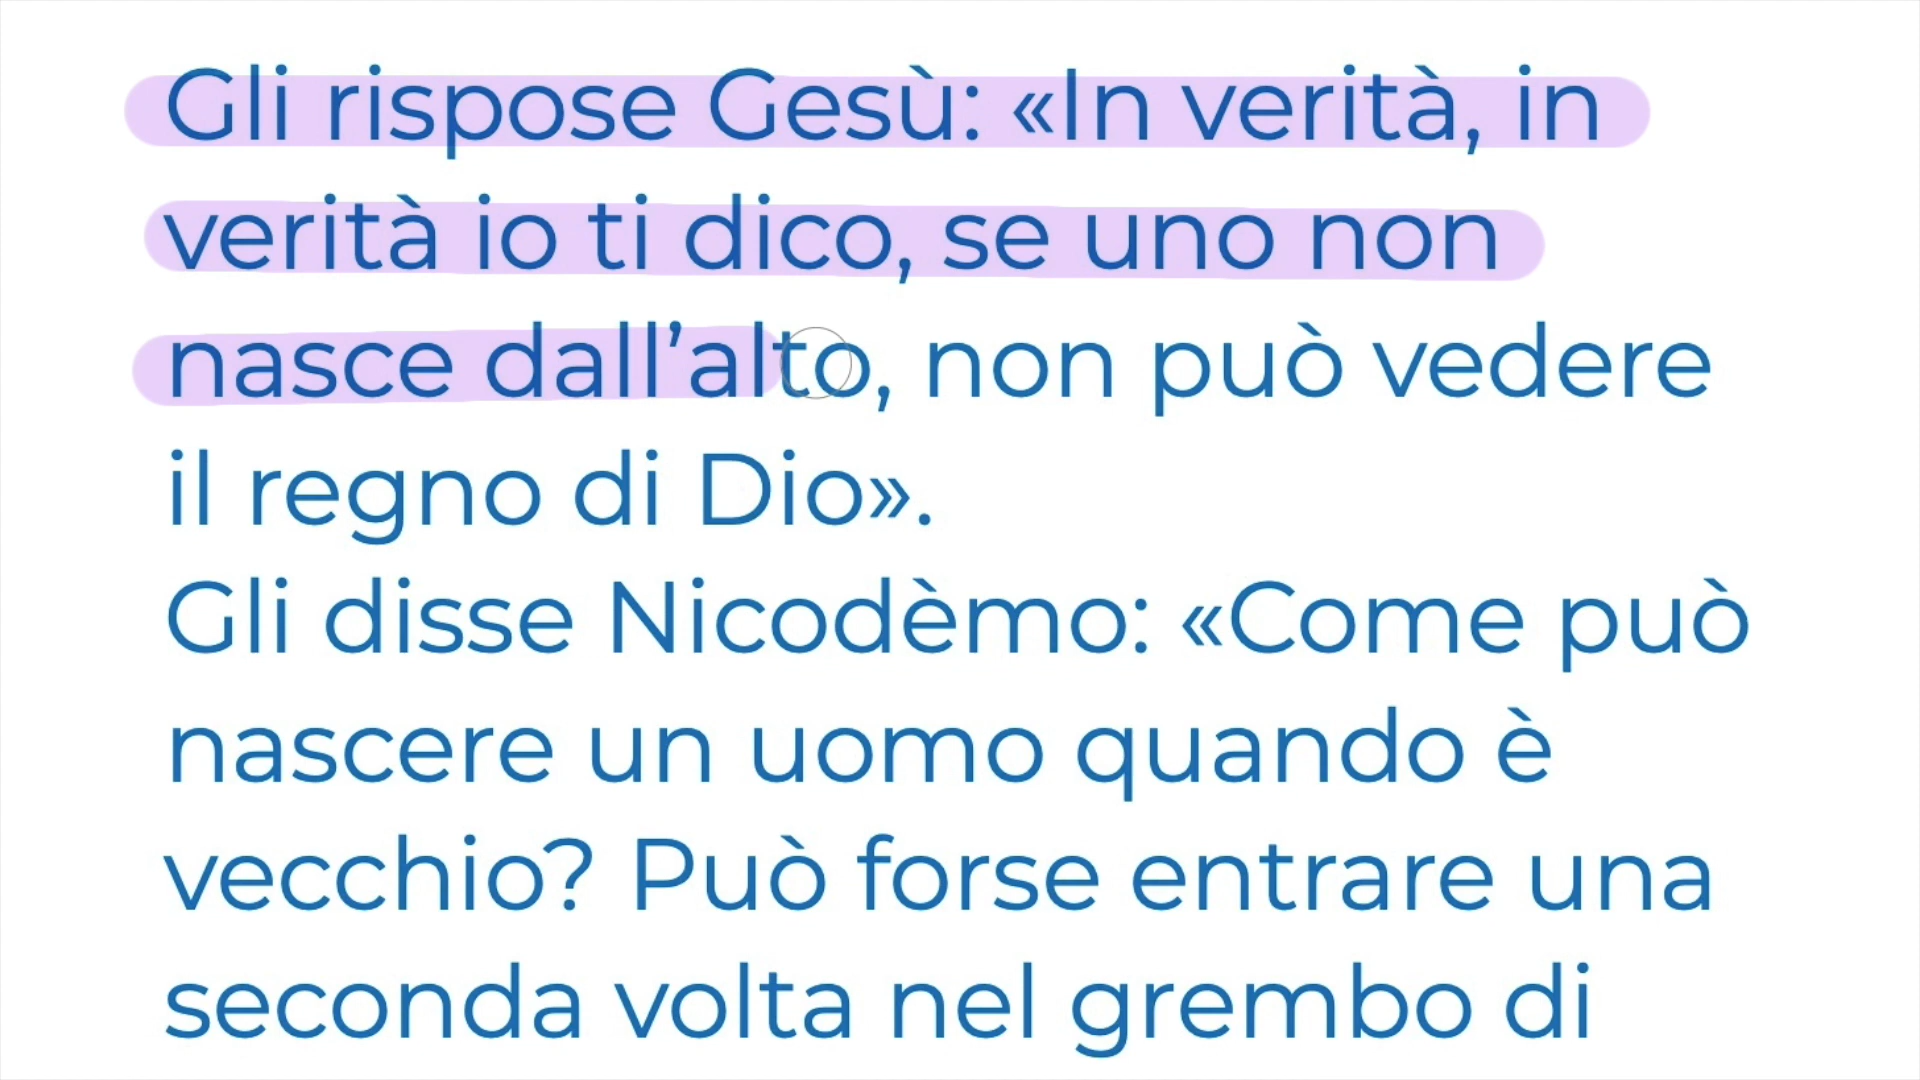 Gli rispose Gesù: «In verità, in
verità io ti dico, se uno non
nasce dall’alto, non può vedere
il regno di Dio».
Gli disse Nicodèmo: «Come può
nascere un uomo quando è
vecchio? Può forse entrare una
seconda volta nel grembo di